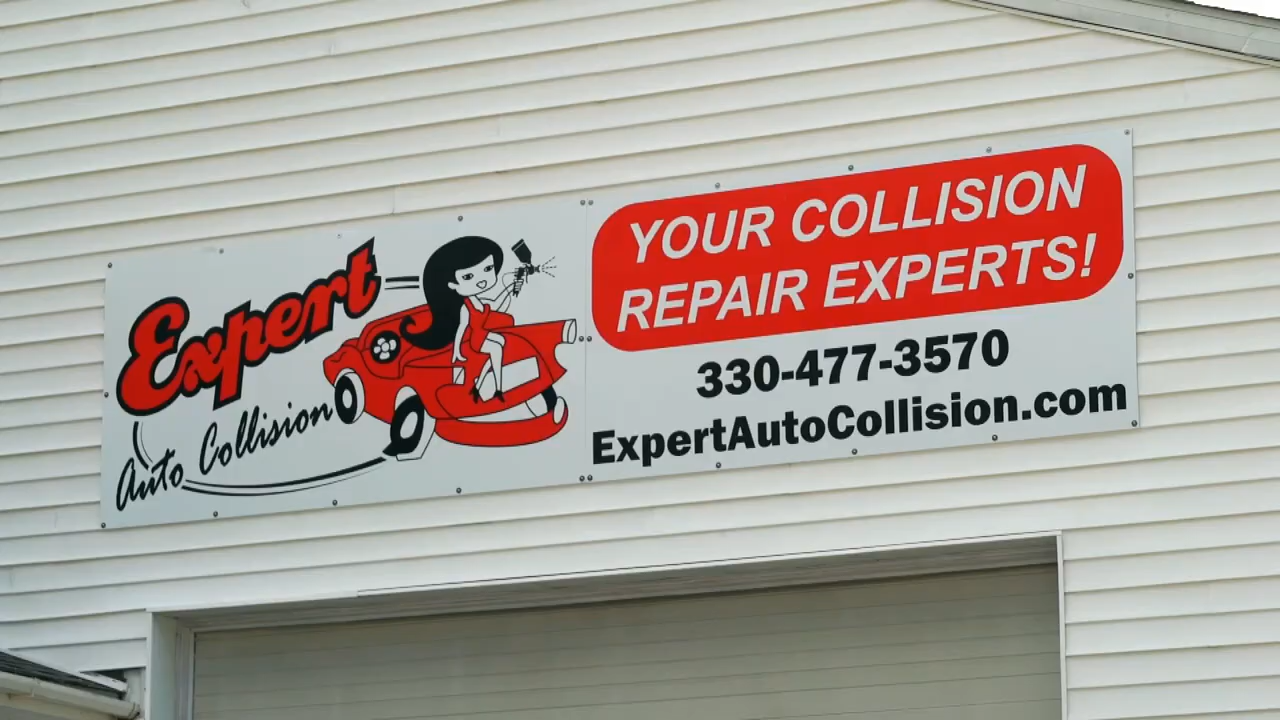 Expert
Auto Collision
YOUR COLLISION
REPAIR EXPERTS!
330-477-3570
ExpertAutoCollision.com